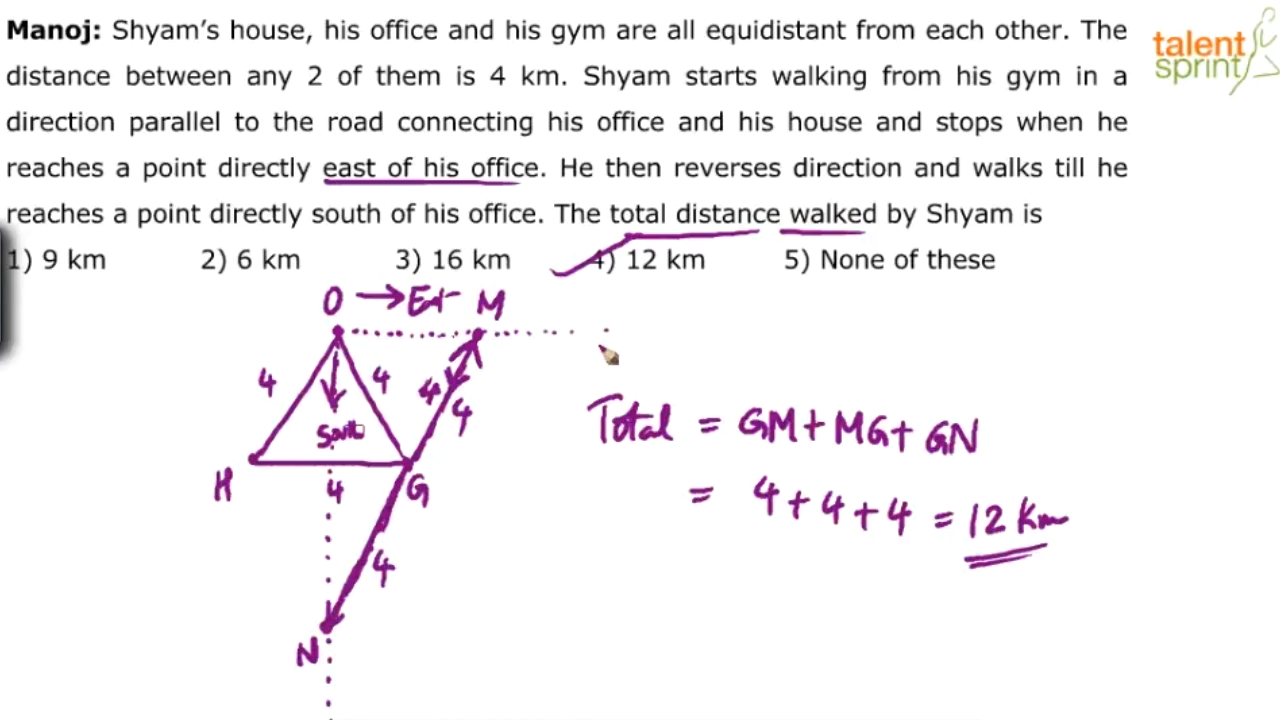 Manoj: Shyam's house, his office and his gym are all equidistant from each other. The
distance between any 2 of them is 4 km. Shyam starts walking from his gym in a
direction parallel to the road connecting his office and his house and stops when he
reaches a point directly east of his office. He then reverses direction and walks till he
reaches a point directly south of his office. The total distance walked by Shyam is
1) 9 km 2) 6 km 3) 16 km 4) 12 km 5) None of these
talent
sprint
O → M
4 4 4 4
H 4 G
4
N
Total = GM + MG + GN
= 4 + 4 + 4 = 12 Km